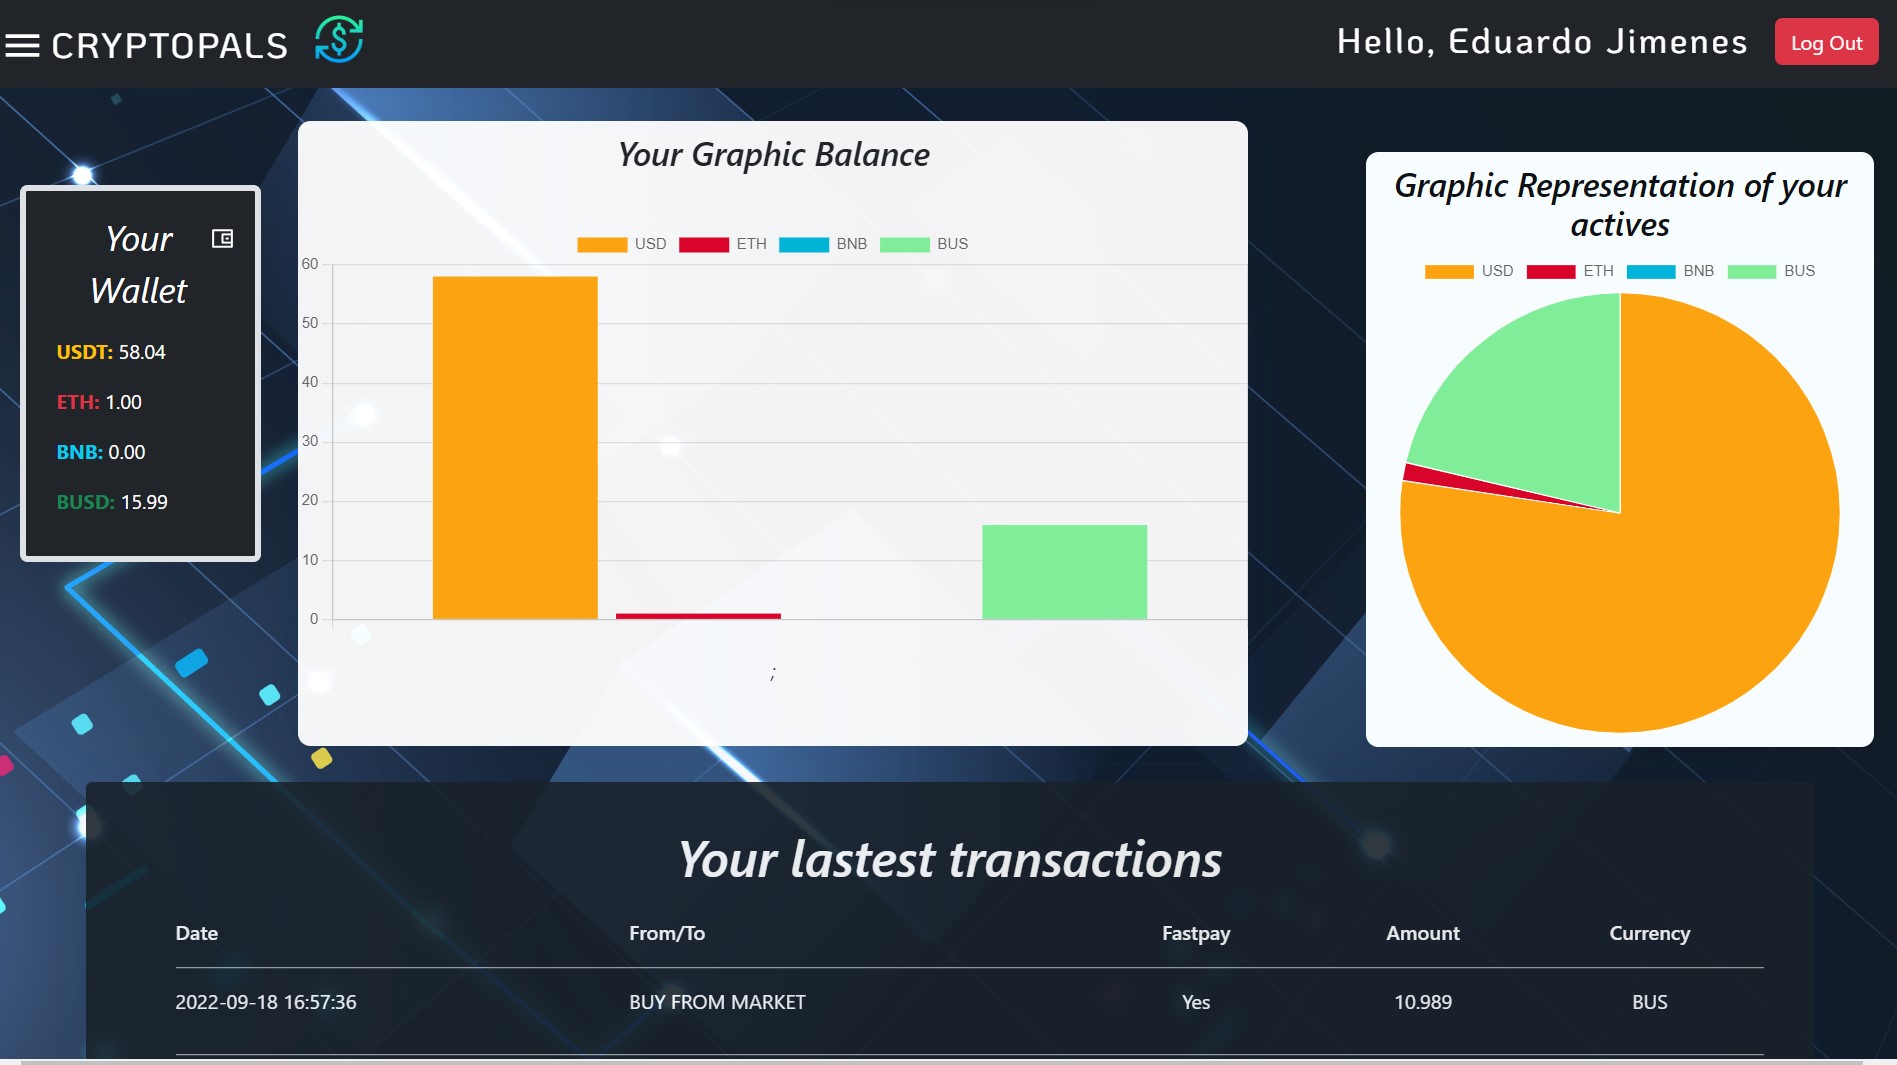 CRYPTOPALS
Hello, Eduardo Jimenes
Log Out
Your
Wallet
USDT: 58.04
ETH: 1.00
BNB: 0.00
BUSD: 15.99
Your Graphic Balance
USD ETH BNB BUS
60
50
40
30
20
10
0
;
Graphic Representation of your
actives
USD ETH BNB BUS
Your lastest transactions
Date From/To Fastpay Amount Currency
2022-09-18 16:57:36 BUY FROM MARKET Yes 10.989 BUS